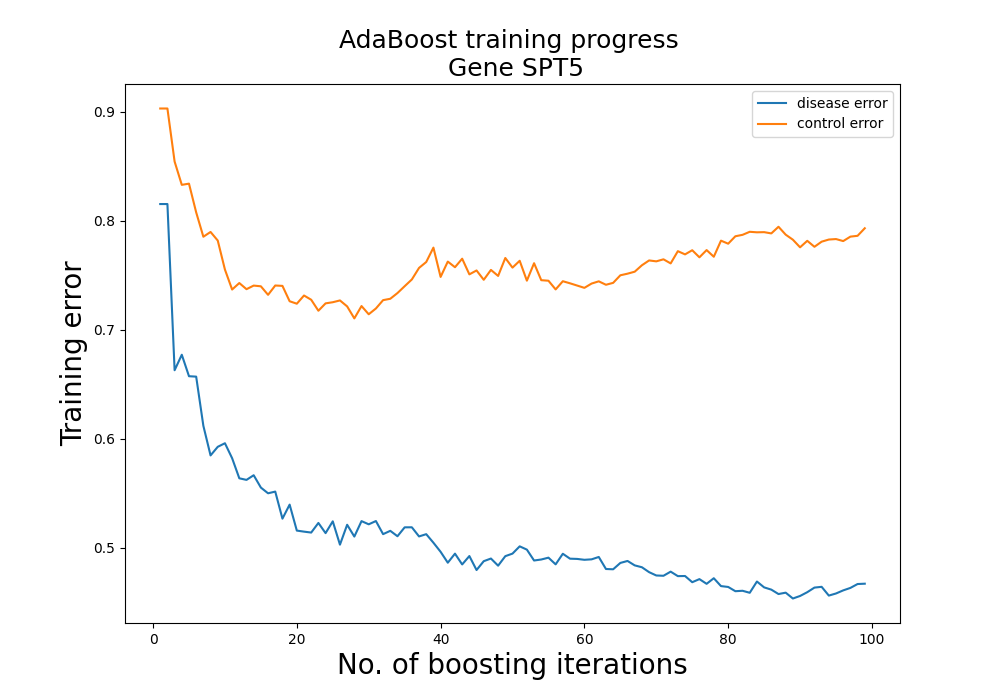 AdaBoost training progress
Gene SPT5
disease error
control error
0.9
0.8
0.7
0.6
0.5
Training error
0
20
40
60
80
100
No. of boosting iterations